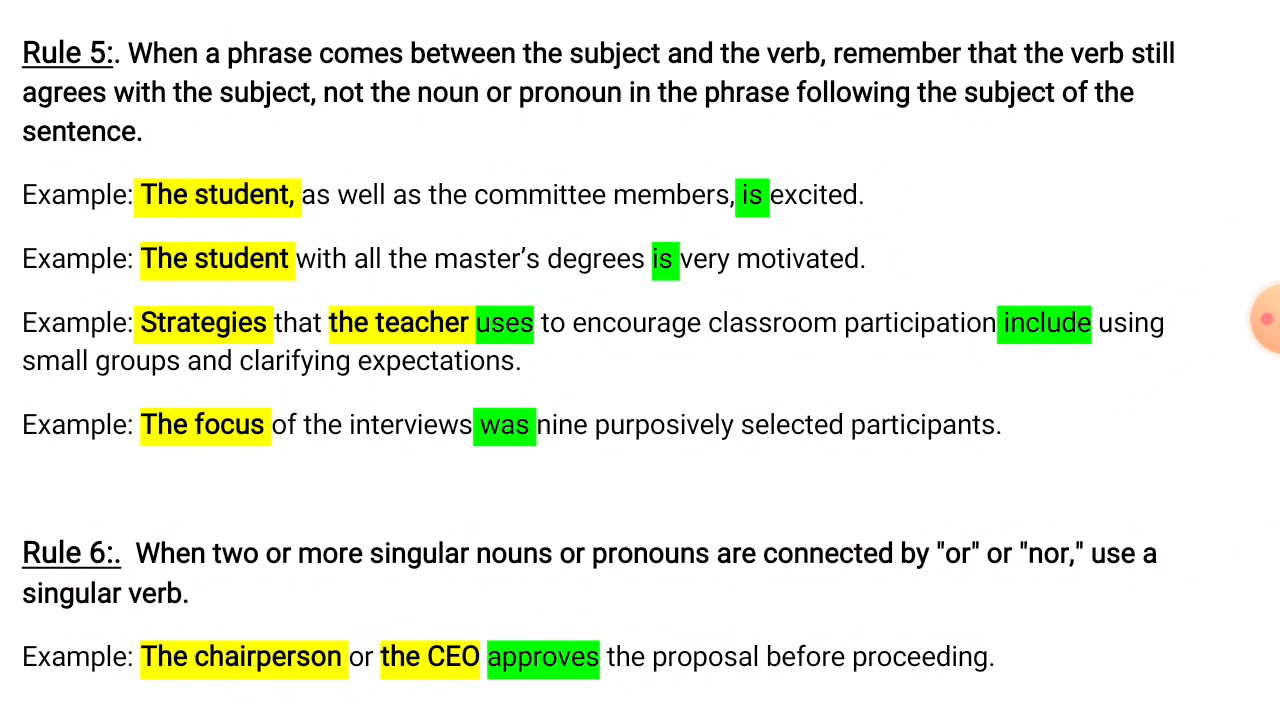 Rule 5:. When a phrase comes between the subject and the verb, remember that the verb still
agrees with the subject, not the noun or pronoun in the phrase following the subject of the
sentence.
Example: The student, as well as the committee members, is excited.
Example: The student with all the master’s degrees is very motivated.
Example: Strategies that the teacher uses to encourage classroom participation include using
small groups and clarifying expectations.
Example: The focus of the interviews was nine purposively selected participants.
Rule 6:. When two or more singular nouns or pronouns are connected by "or" or "nor," use a
singular verb.
Example: The chairperson or the CEO approves the proposal before proceeding.